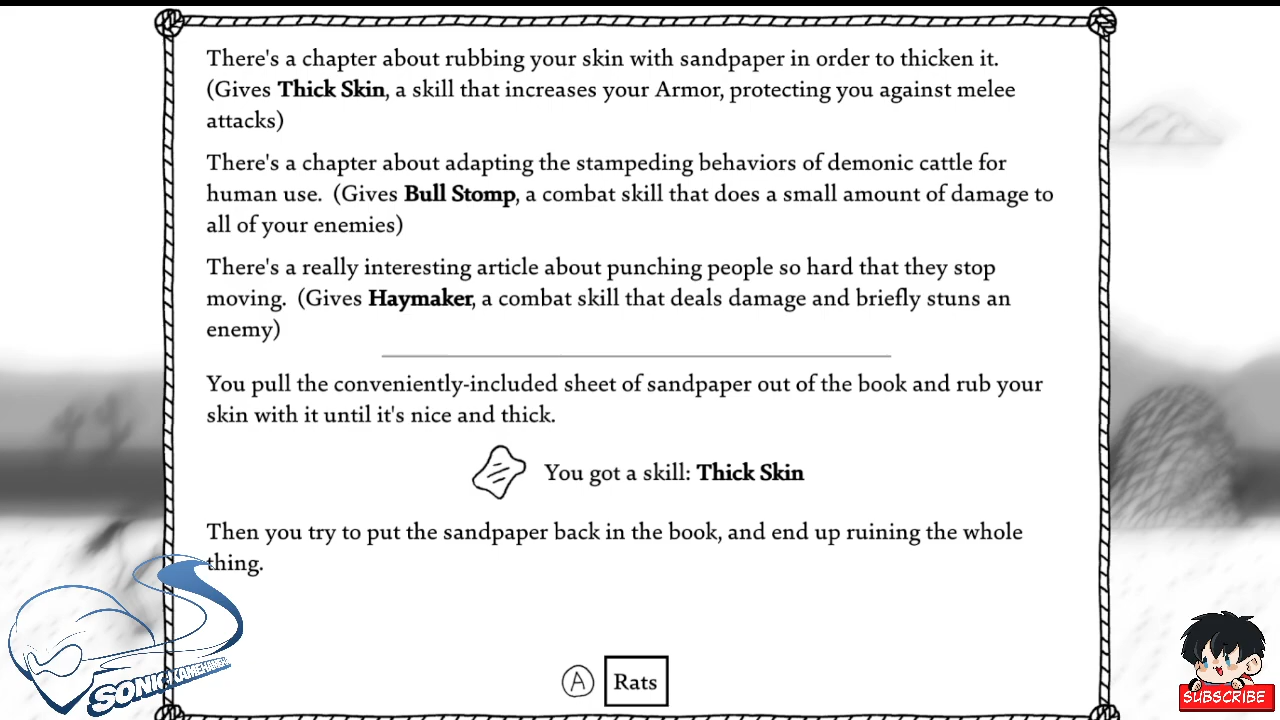 There's a chapter about rubbing your skin with sandpaper in order to thicken it.
(Gives Thick Skin, a skill that increases your Armor, protecting you against melee
attacks)
There's a chapter about adapting the stampeding behaviors of demonic cattle for
human use. (Gives Bull Stomp, a combat skill that does a small amount of damage to
all of your enemies)
There's a really interesting article about punching people so hard that they stop
moving. (Gives Haymaker, a combat skill that deals damage and briefly stuns an
enemy)
You pull the conveniently-included sheet of sandpaper out of the book and rub your
skin with it until it's nice and thick.
You got a skill: Thick Skin
Then you try to put the sandpaper back in the book, and end up ruining the whole
thing.
A Rats
SUBSCRIBE